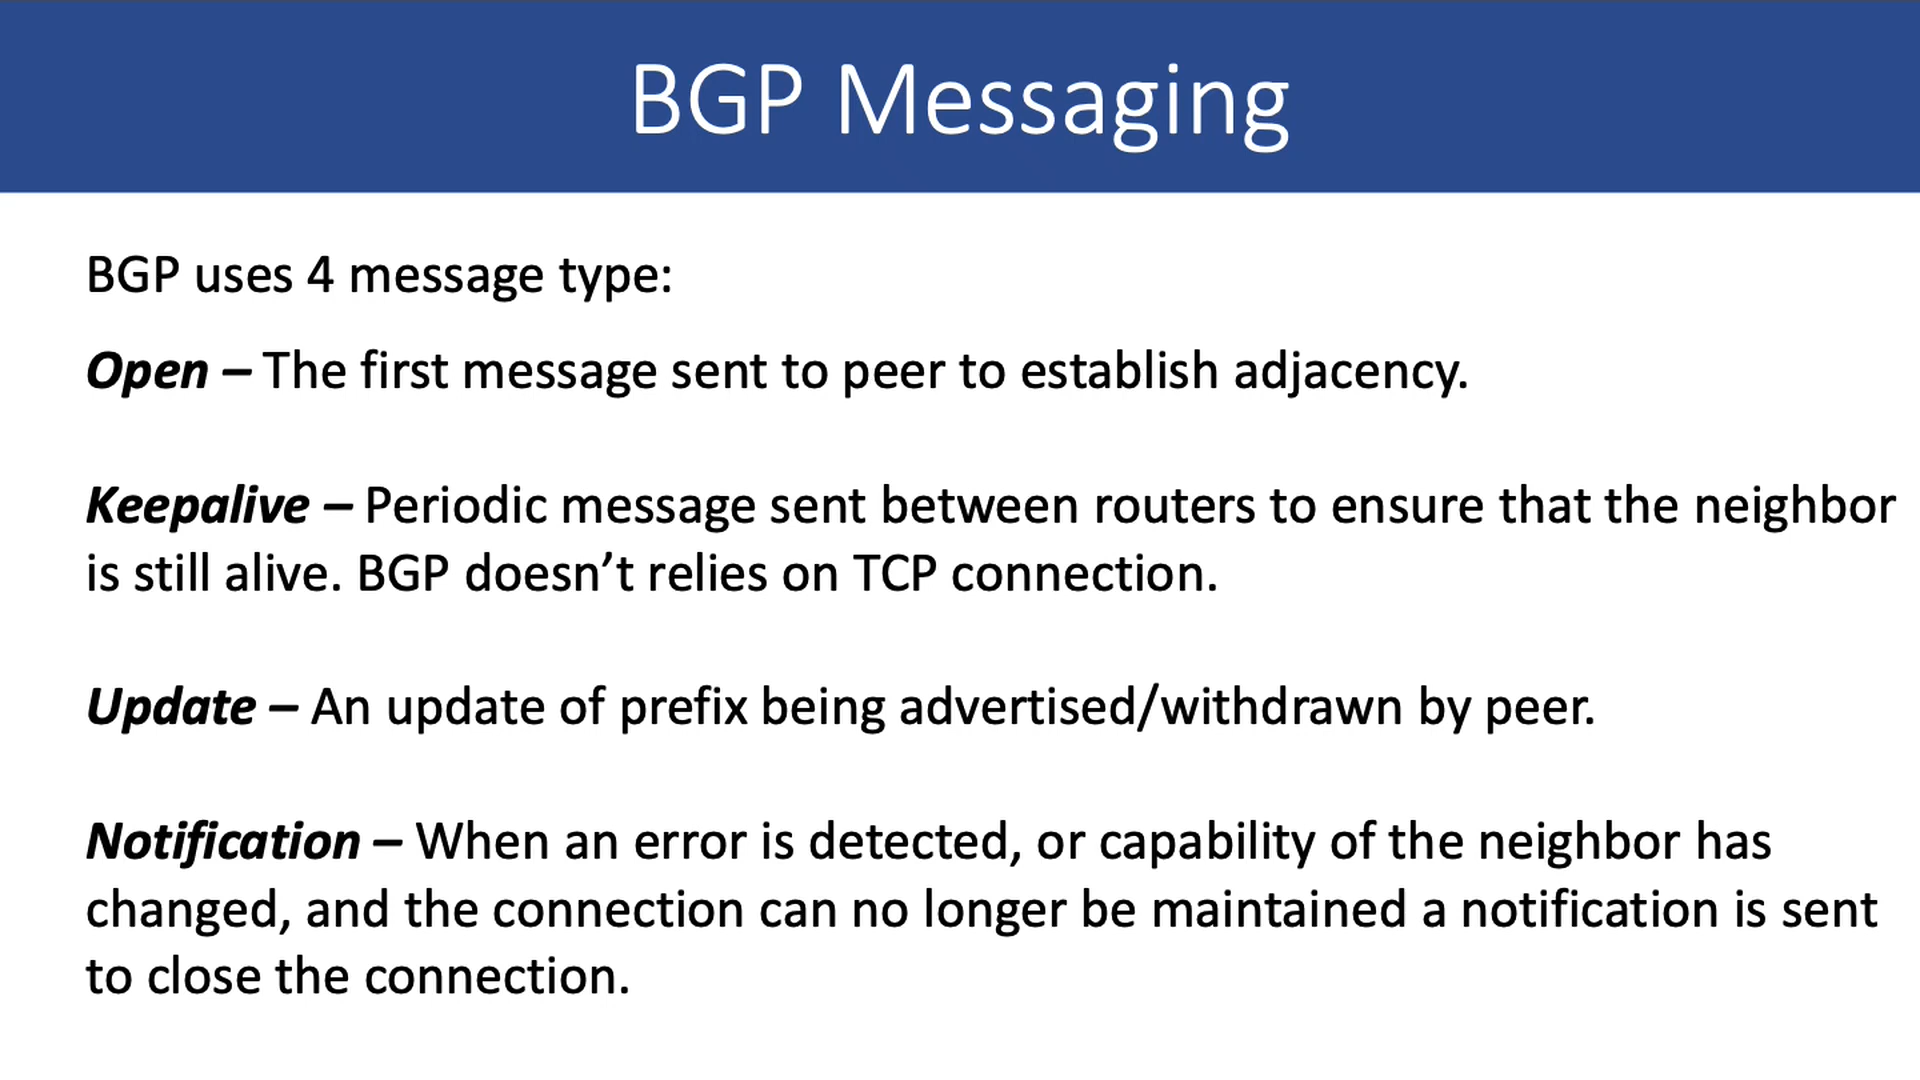 BGP Messaging
BGP uses 4 message type:
Open – The first message sent to peer to establish adjacency.
Keepalive – Periodic message sent between routers to ensure that the neighbor
is still alive. BGP doesn’t relies on TCP connection.
Update – An update of prefix being advertised/withdrawn by peer.
Notification – When an error is detected, or capability of the neighbor has
changed, and the connection can no longer be maintained a notification is sent
to close the connection.